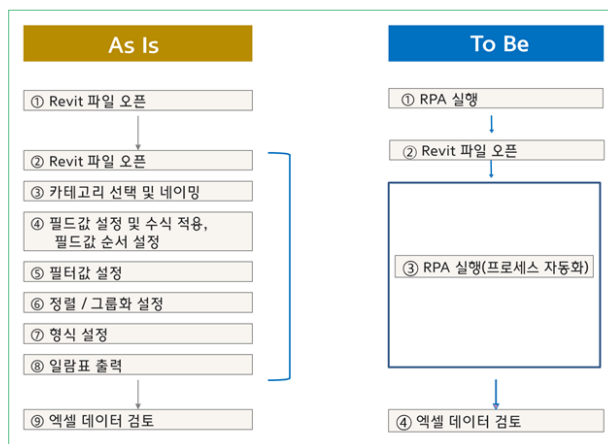 As Is
① Revit 파일 오픈
② Revit 파일 오픈
③ 카테고리 선택 및 네이밍
④ 필드값 설정 및 수식 적용,
필드값 순서 설정
⑤ 필터값 설정
⑥ 정렬 / 그룹화 설정
⑦ 형식 설정
⑧ 일람표 출력
⑨ 엑셀 데이터 검토
To Be
① RPA 실행
② Revit 파일 오픈
③ RPA 실행(프로세스 자동화)
④ 엑셀 데이터 검토